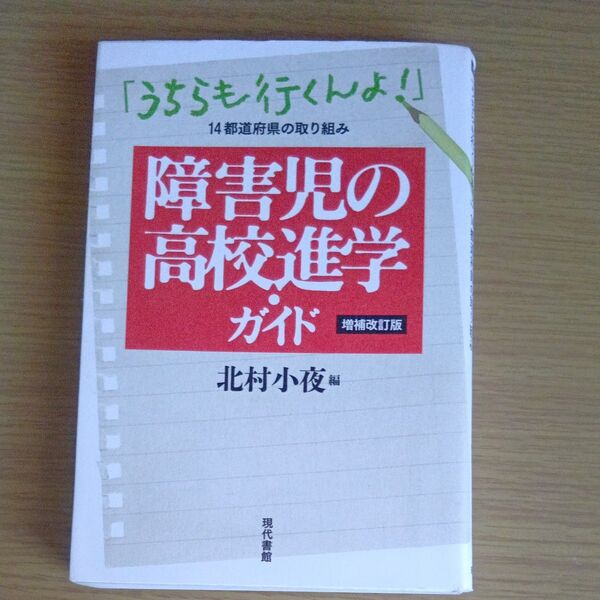 「うちらも行くんよ!」
14都道府県の取り組み
障害児の
高校進学・
ガイド 増補改訂版
北村小夜 編
現代書館